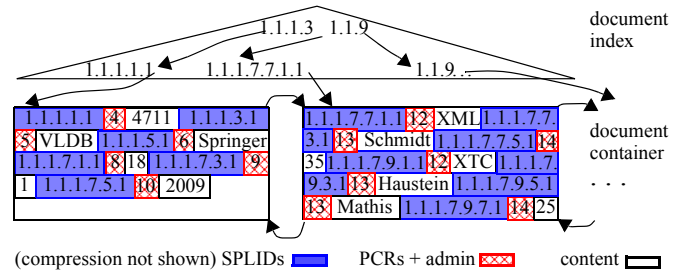 1.1.1.3 1.1.9
document
index
1.1.1.1.1 1.1.1.7.7.1.1 1.1.9. .
1.1.1.1.1 4 4711 1.1.1.3.1
5 VLDB 1.1.1.5.1 6 Springer
1.1.1.7.1.1 8 18 1.1.1.7.3.1 9
1 1.1.1.7.5.1 10 2009
1.1.1.7.7.1.1 12 XML 1.1.1.7.7.
3.1 13 Schmidt 1.1.1.7.7.5.1 14
35 1.1.1.7.9.1.1 12 XTC 1.1.1.7.
9.3.1 13 Haustein 1.1.1.7.9.5.1
13 Mathis 1.1.1.7.9.7.1 14 25
document
container
. . .
(compression not shown) SPLIDs PCRs + admin content